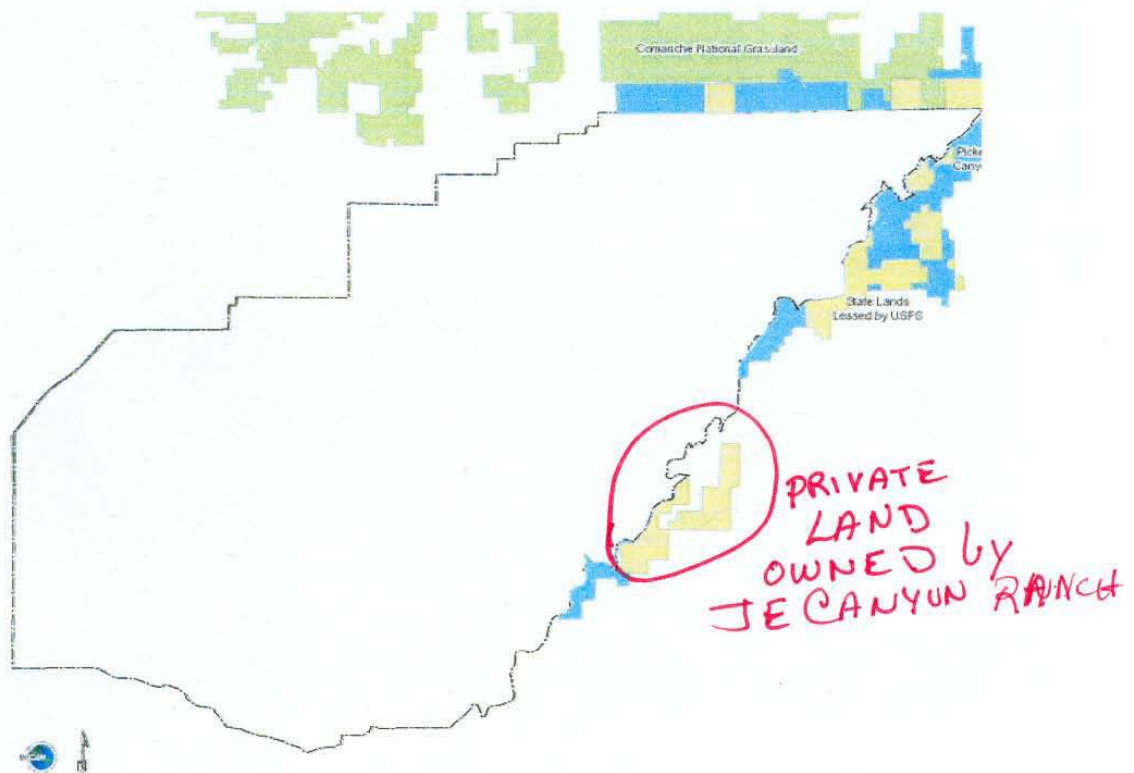 Comanche National Grassland
State Lands
Leased by USFS
PRIVATE
LAND
OWNED by
JE CANYON RANCH